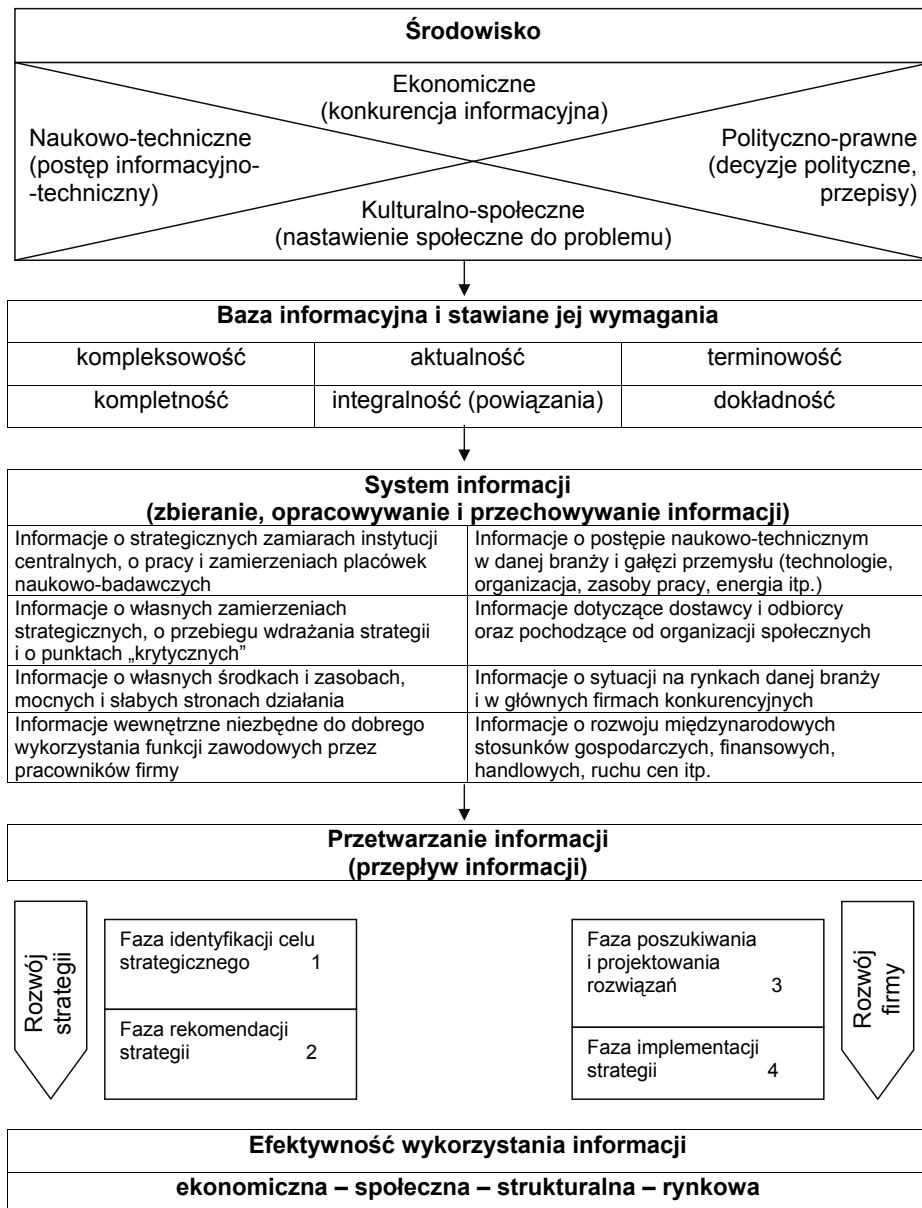 Środowisko
Ekonomiczne
(konkurencja informacyjna)
Naukowo-techniczne
(postęp informacyjno-
-techniczny)
Polityczno-prawne
(decyzje polityczne,
przepisy)
Kulturalno-społeczne
(nastawienie społeczne do problemu)
Baza informacyjna i stawiane jej wymagania
kompleksowość
aktualność
terminowość
kompletność
integralność (powiązania)
dokładność
System informacji
(zbieranie, opracowywanie i przechowywanie informacji)
Informacje o strategicznych zamiarach instytucji
centralnych, o pracy i zamierzeniach placówek
naukowo-badawczych
Informacje o postępie naukowo-technicznym
w danej branży i gałęzi przemysłu (technologie,
organizacja, zasoby pracy, energia itp.)
Informacje o własnych zamierzeniach
strategicznych, o przebiegu wdrażania strategii
i o punktach „krytycznych”
Informacje dotyczące dostawcy i odbiorcy
oraz pochodzące od organizacji społecznych
Informacje o własnych środkach i zasobach,
mocnych i słabych stronach działania
Informacje o sytuacji na rynkach danej branży
i w głównych firmach konkurencyjnych
Informacje wewnętrzne niezbędne do dobrego
wykorzystania funkcji zawodowych przez
pracowników firmy
Informacje o rozwoju międzynarodowych
stosunków gospodarczych, finansowych,
handlowych, ruchu cen itp.
Przetwarzanie informacji
(przepływ informacji)
Rozwój
strategii
Faza identyfikacji celu
strategicznego 1
Faza rekomendacji
strategii 2
Faza poszukiwania
i projektowania
rozwiązań 3
Faza implementacji
strategii 4
Rozwój
firmy
Efektywność wykorzystania informacji
ekonomiczna – społeczna – strukturalna – rynkowa